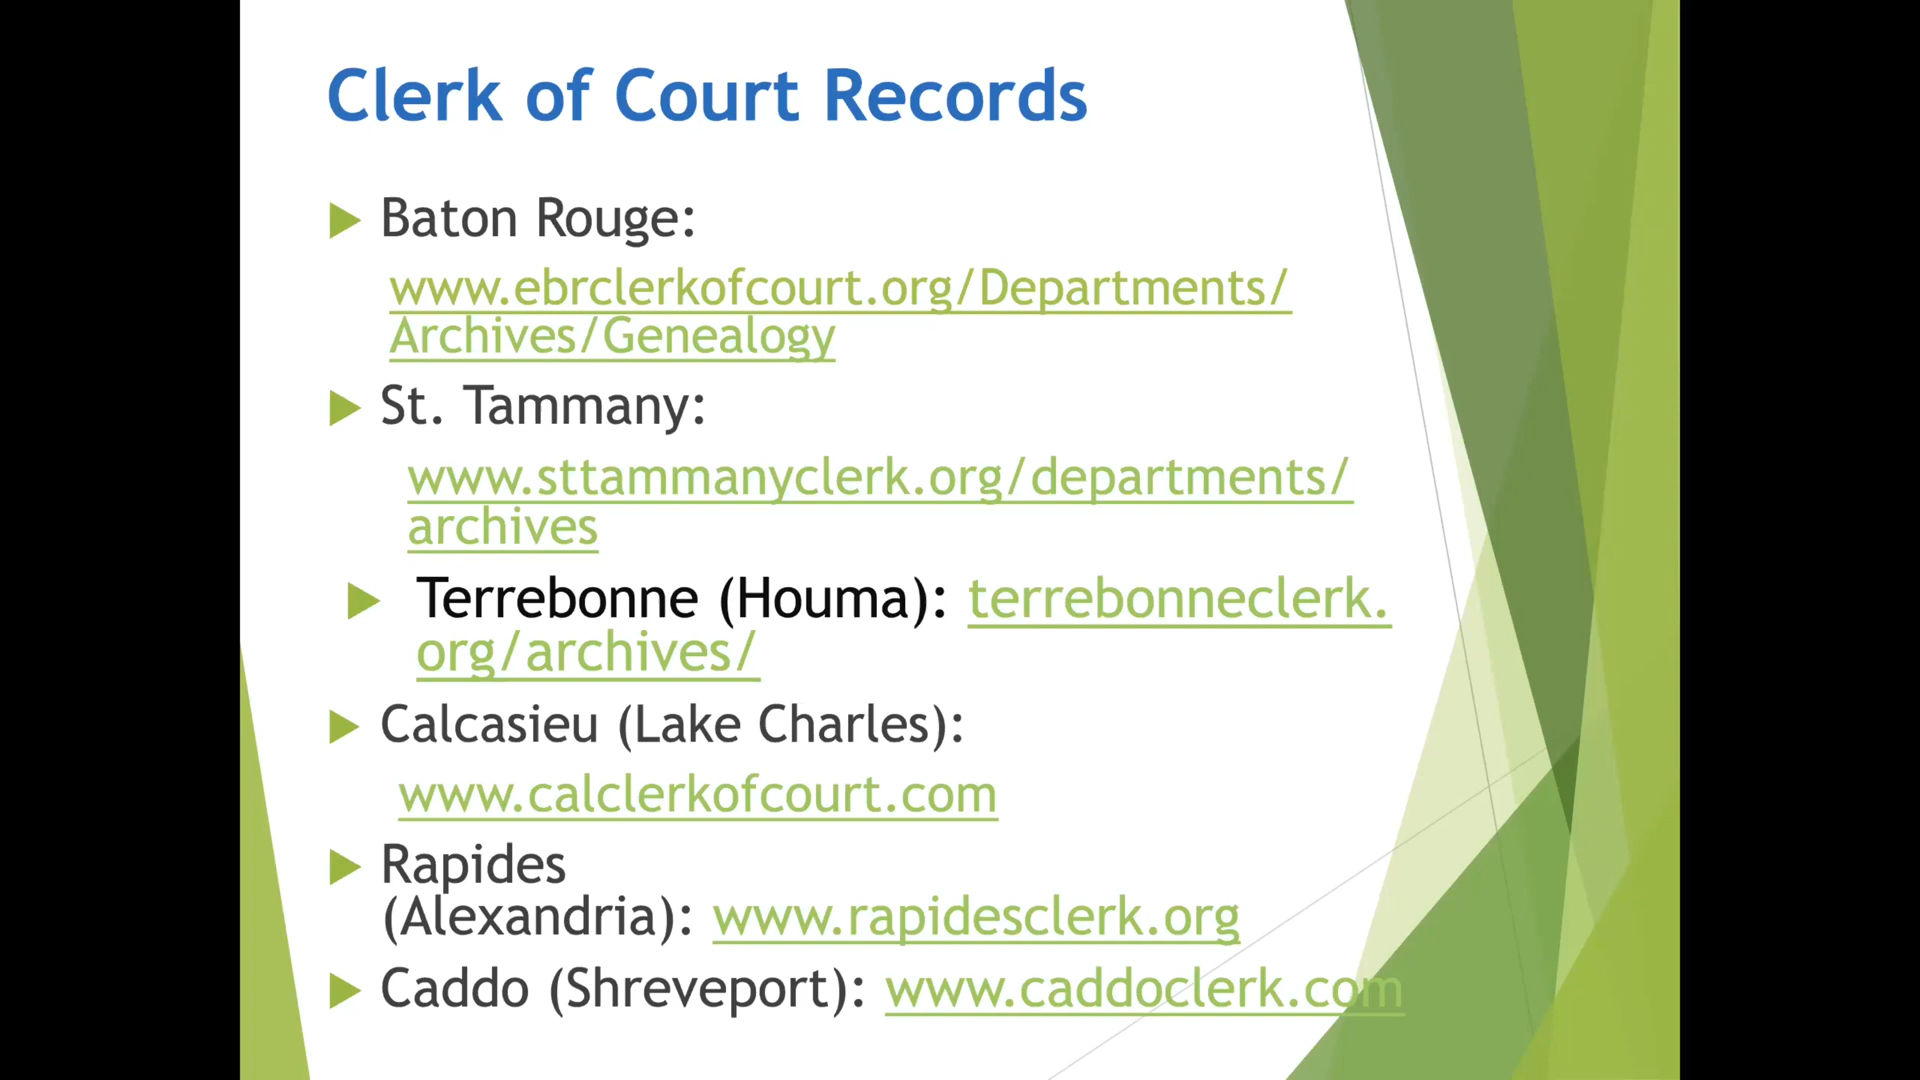 Clerk of Court Records
Baton Rouge:
www.ebrclerkofcourt.org/Departments/
Archives/Genealogy
St. Tammany:
www.sttammanyclerk.org/departments/
archives
Terrebonne (Houma): terrebonneclerk.
org/archives/
Calcasieu (Lake Charles):
www.calclerkofcourt.com
Rapides
(Alexandria): www.rapidesclerk.org
Caddo (Shreveport): www.caddoclerk.com